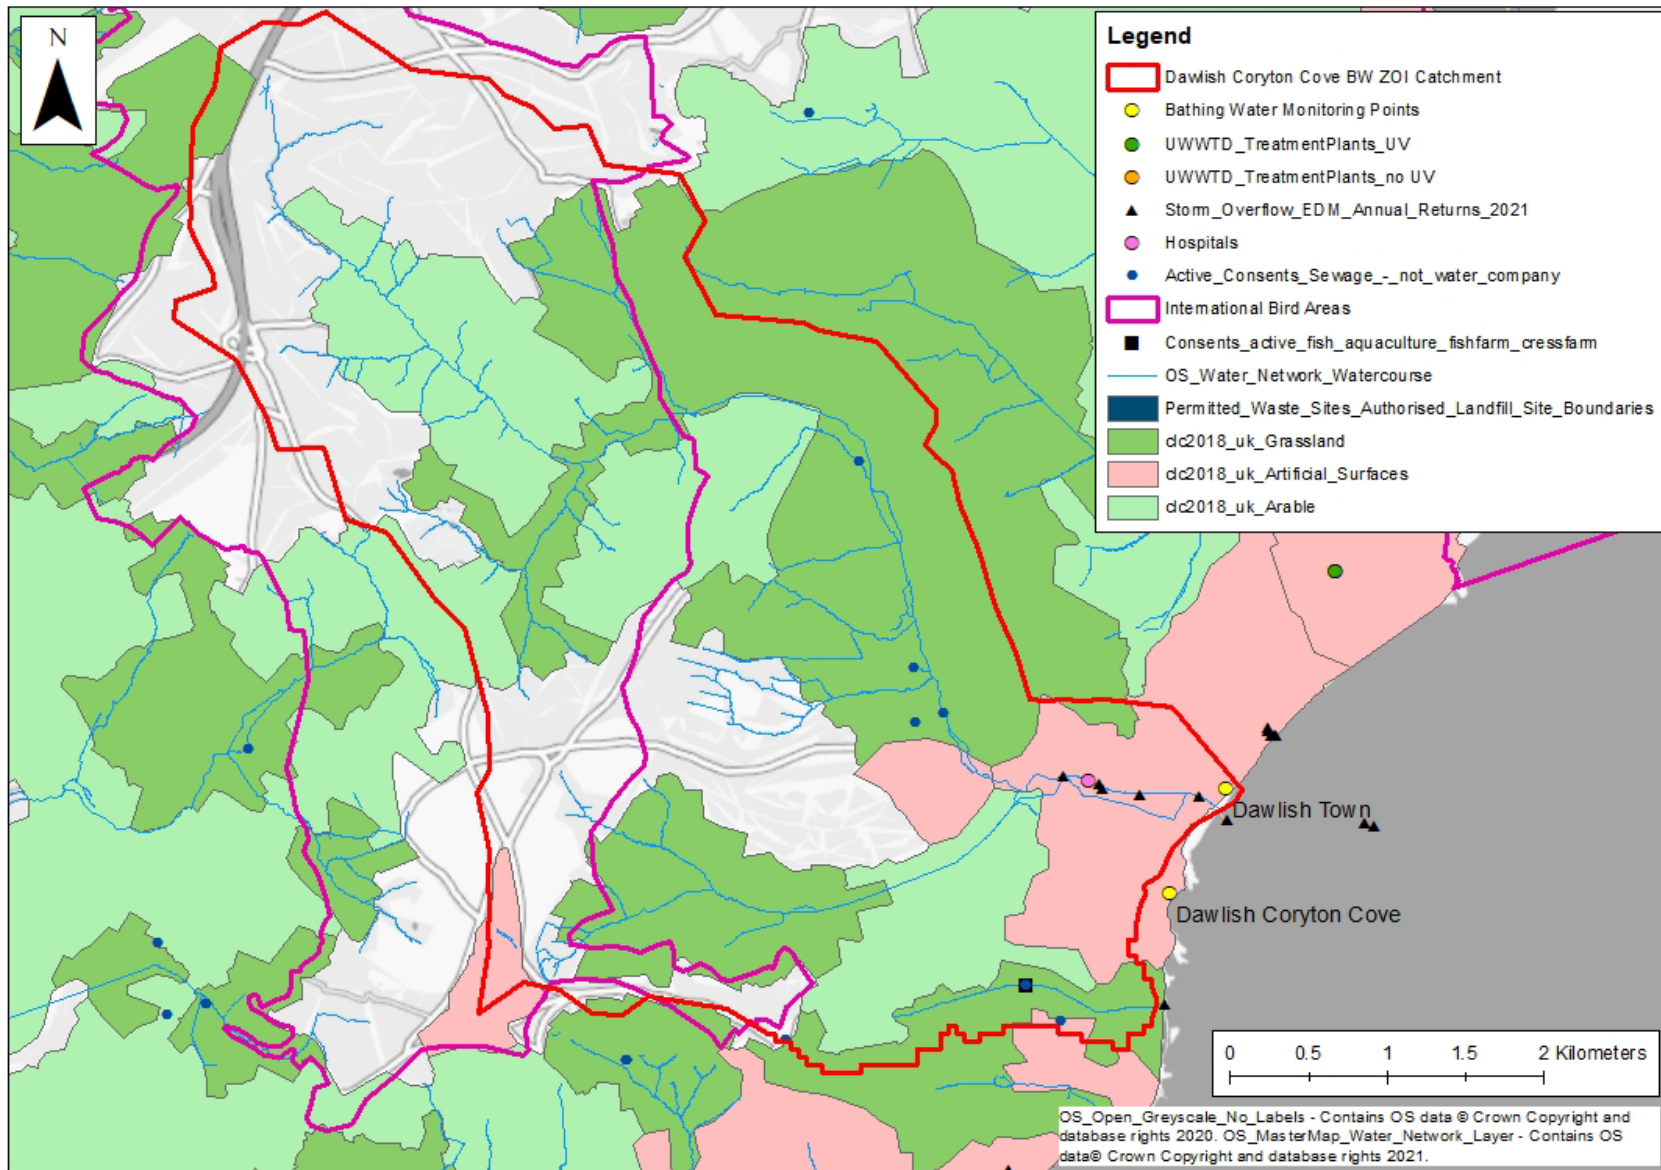 N
Legend
Dawlish Coryton Cove BW ZOI Catchment
Bathing Water Monitoring Points
UWWTD_TreatmentPlants_UV
UWWTD_TreatmentPlants_no UV
Storm_Overflow_EDM_Annual_Returns_2021
Hospitals
Active_Consents_Sewage_-_not_water_company
International Bird Areas
Consents_active_fish_aquaculture_fishfarm_cressfarm
OS_Water_Network_Watercourse
Permitted_Waste_Sites_Authorised_Landfill_Site_Boundaries
clc2018_uk_Grassland
clc2018_uk_Artificial_Surfaces
clc2018_uk_Arable
Dawlish Town
Dawlish Coryton Cove
0 0.5 1 1.5 2 Kilometers
OS_Open_Greyscale_No_Labels - Contains OS data © Crown Copyright and
database rights 2020. OS_MasterMap_Water_Network_Layer - Contains OS
data© Crown Copyright and database rights 2021.